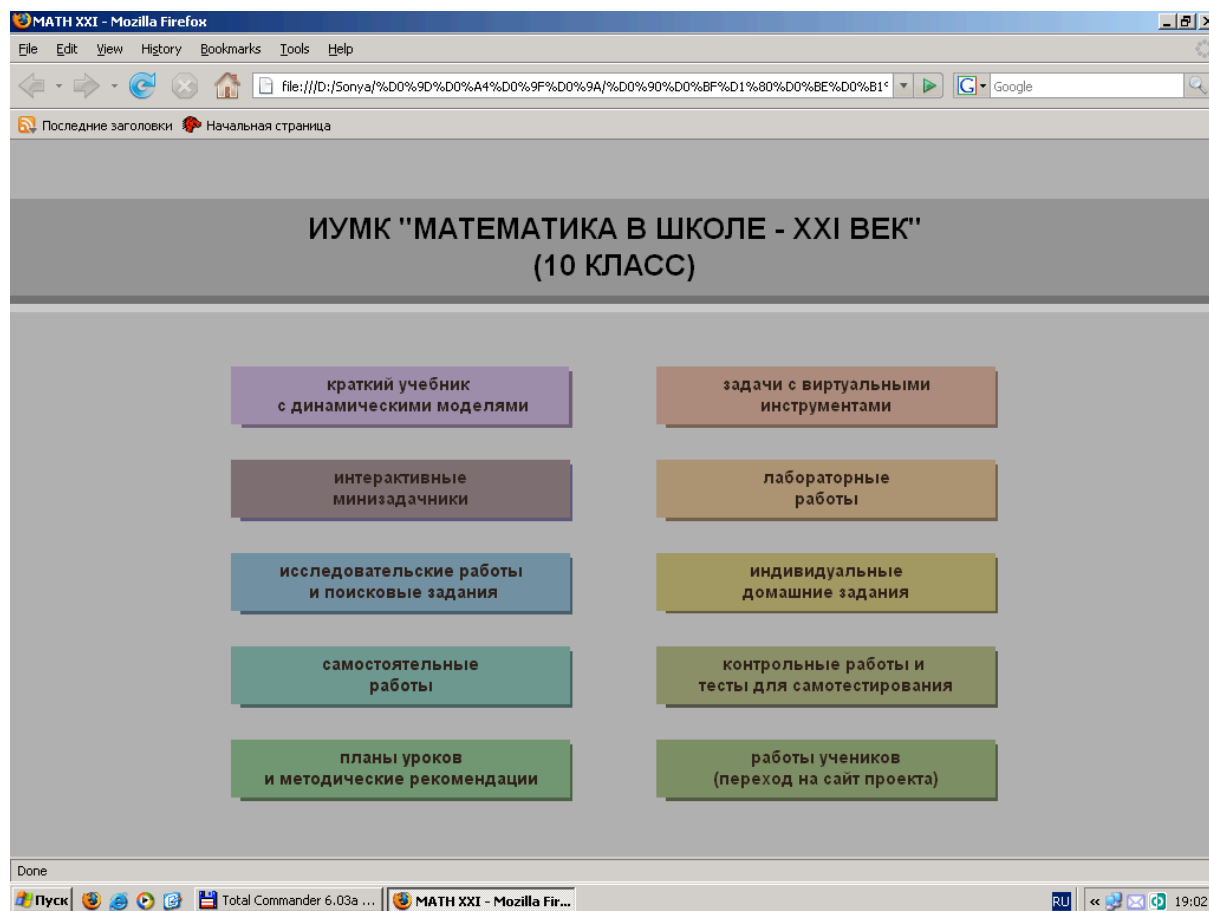 MATH XXI - Mozilla Firefox
File Edit View History Bookmarks Tools Help
file:///D:/Sonya/%D0%9D%D0%A4%D0%9F%D0%9A/%D0%90%D0%BF%D1%80%D0%BE%D0%B1%
G Google
Последние заголовки Начальная страница
ИУМК "МАТЕМАТИКА В ШКОЛЕ - XXI ВЕК"
(10 КЛАСС)
краткий учебник
с динамическими моделями
задачи с виртуальными
инструментами
интерактивные
минизадачники
лабораторные
работы
исследовательские работы
и поисковые задания
индивидуальные
домашние задания
самостоятельные
работы
контрольные работы и
тесты для самотестирования
планы уроков
и методические рекомендации
работы учеников
(переход на сайт проекта)
Done
Пуск Total Commander 6.03a ... MATH XXI - Mozilla Fir... RU « 19:02